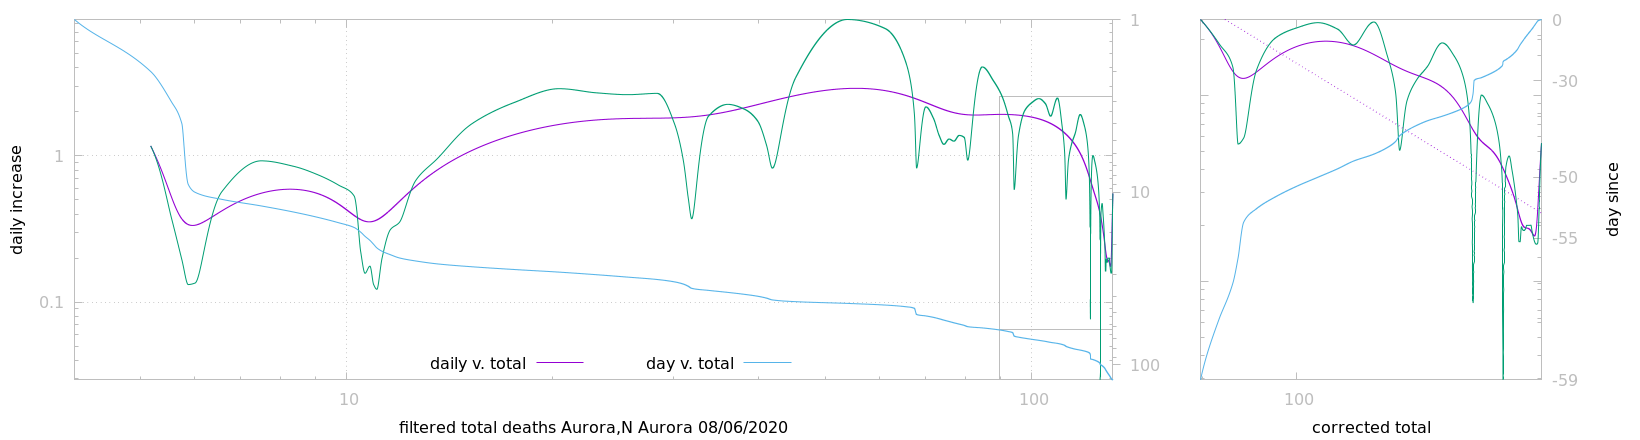 daily increase
1
0.1
10
100
1
10
100
daily v. total
day v. total
filtered total deaths Aurora,N Aurora 08/06/2020
0
-30
-50
-55
-59
day since
100
corrected total